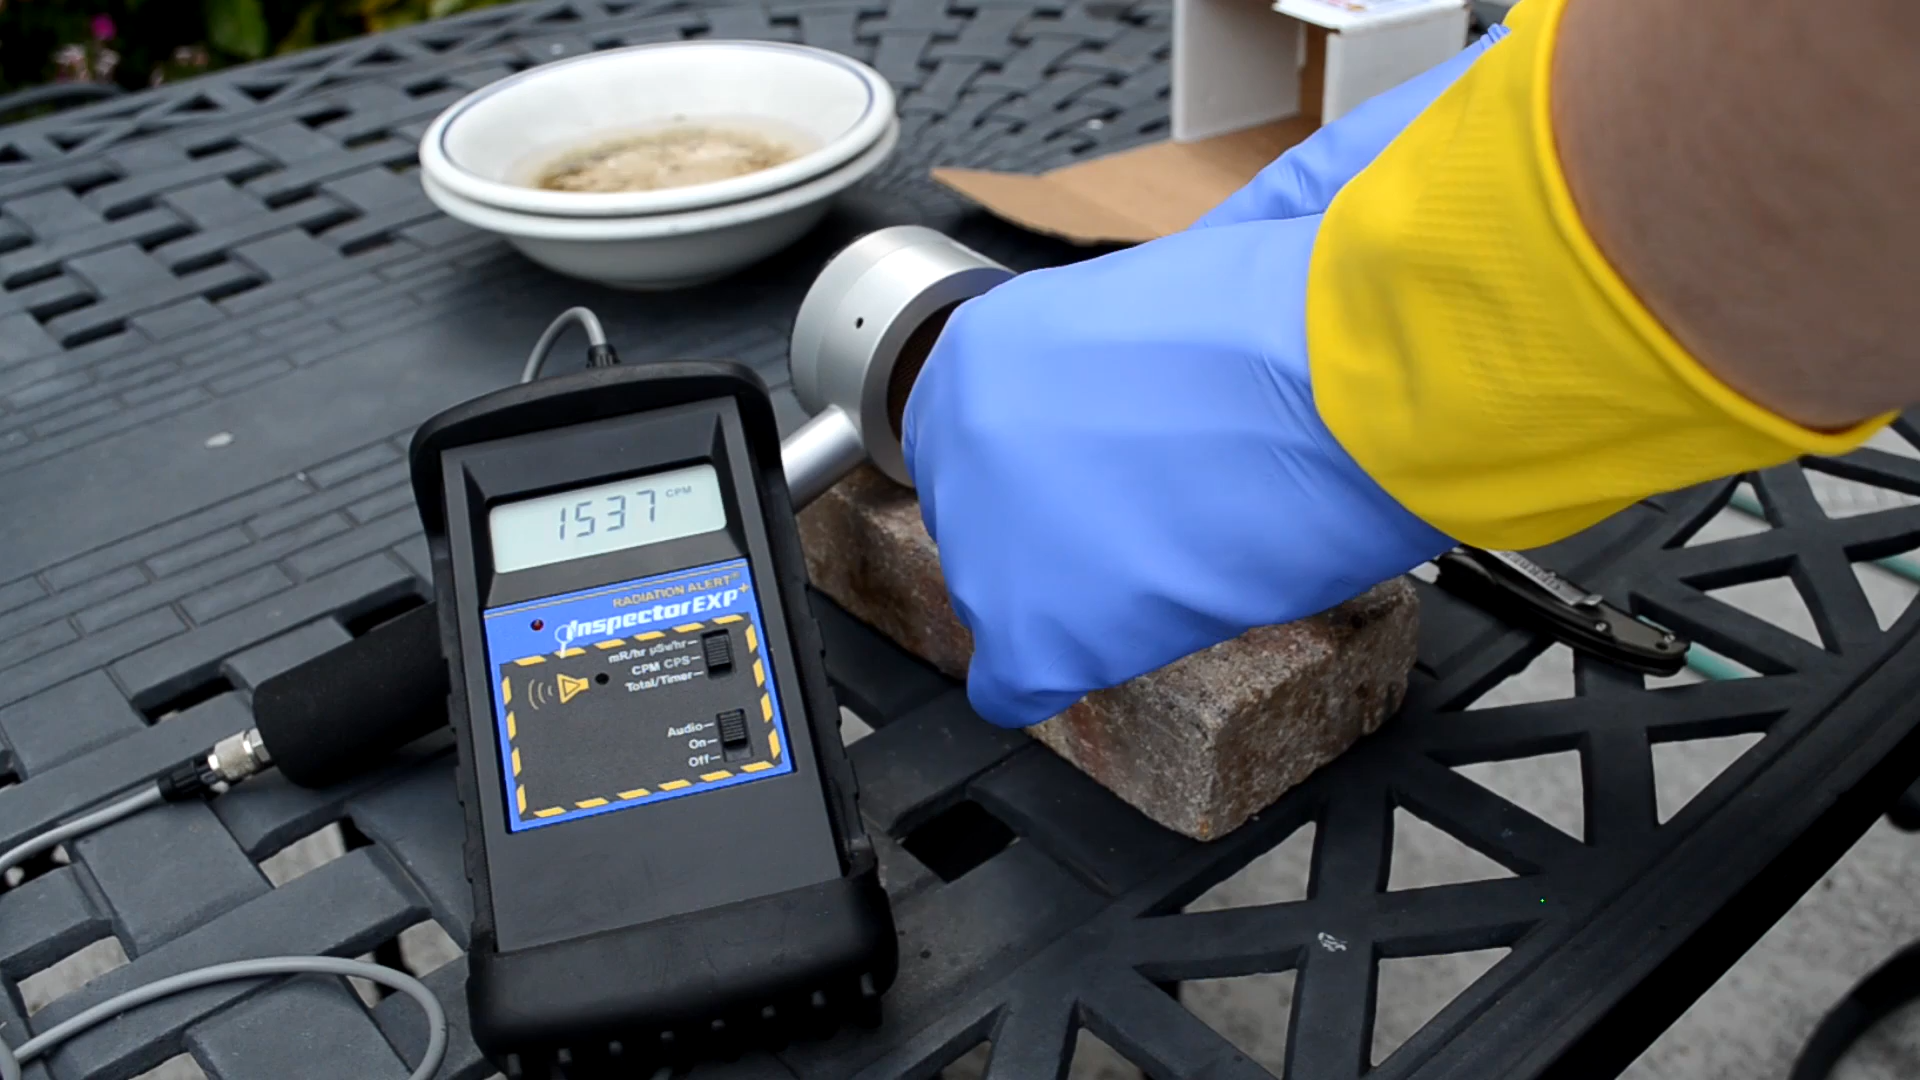 1537 CPM
RADIATION ALERT®
InspectorEXP+
mR/hr µSv/hr
CPM CPS
Total/Timer
Audio
On
Off